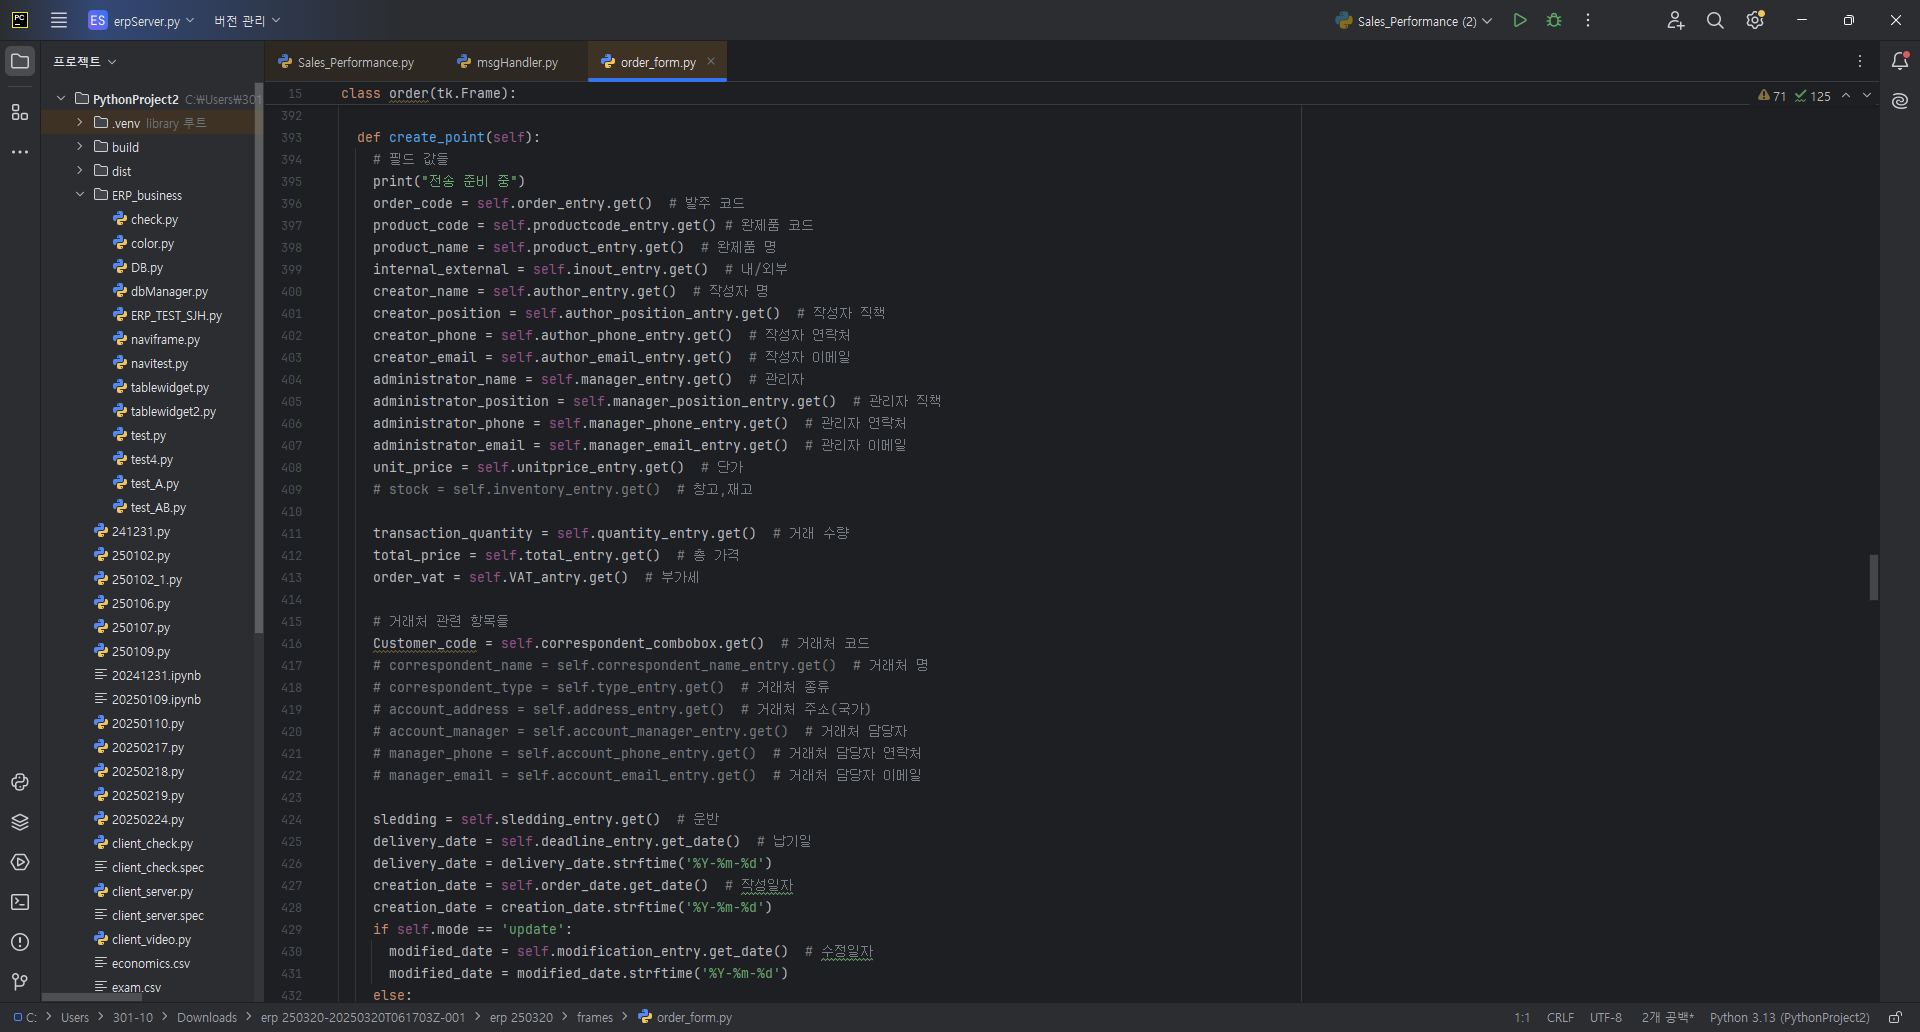 PC
ES erpServer.py 버전 관리 Sales_Performance (2)
프로젝트
Sales_Performance.py msgHandler.py order_form.py
PythonProject2 C:₩Users₩301
.venv library 루트
build
dist
ERP_business
check.py
color.py
DB.py
dbManager.py
ERP_TEST_SJH.py
naviframe.py
navitest.py
tablewidget.py
tablewidget2.py
test.py
test4.py
test_A.py
test_AB.py
241231.py
250102.py
250102_1.py
250106.py
250107.py
250109.py
20241231.ipynb
20250109.ipynb
20250110.py
20250217.py
20250218.py
20250219.py
20250224.py
client_check.py
client_check.spec
client_server.py
client_server.spec
client_video.py
economics.csv
exam.csv
15 class order(tk.Frame):
71 125
392
393 def create_point(self):
394 # 필드 값들
395 print("전송 준비 중")
396 order_code = self.order_entry.get()  # 발주 코드
397 product_code = self.productcode_entry.get() # 완제품 코드
398 product_name = self.product_entry.get()  # 완제품 명
399 internal_external = self.inout_entry.get()  # 내/외부
400 creator_name = self.author_entry.get()  # 작성자 명
401 creator_position = self.author_position_antry.get()  # 작성자 직책
402 creator_phone = self.author_phone_entry.get()  # 작성자 연락처
403 creator_email = self.author_email_entry.get()  # 작성자 이메일
404 administrator_name = self.manager_entry.get()  # 관리자
405 administrator_position = self.manager_position_entry.get()  # 관리자 직책
406 administrator_phone = self.manager_phone_entry.get()  # 관리자 연락처
407 administrator_email = self.manager_email_entry.get()  # 관리자 이메일
408 unit_price = self.unitprice_entry.get()  # 단가
409 # stock = self.inventory_entry.get()  # 창고,재고
410
411 transaction_quantity = self.quantity_entry.get()  # 거래 수량
412 total_price = self.total_entry.get()  # 총 가격
413 order_vat = self.VAT_antry.get()  # 부가세
414
415 # 거래처 관련 항목들
416 Customer_code = self.correspondent_combobox.get()  # 거래처 코드
417 # correspondent_name = self.correspondent_name_entry.get()  # 거래처 명
418 # correspondent_type = self.type_entry.get()  # 거래처 종류
419 # account_address = self.address_entry.get()  # 거래처 주소(국가)
420 # account_manager = self.account_manager_entry.get()  # 거래처 담당자
421 # manager_phone = self.account_phone_entry.get()  # 거래처 담당자 연락처
422 # manager_email = self.account_email_entry.get()  # 거래처 담당자 이메일
423
424 sledding = self.sledding_entry.get()  # 운반
425 delivery_date = self.deadline_entry.get_date()  # 납기일
426 delivery_date = delivery_date.strftime('%Y-%m-%d')
427 creation_date = self.order_date.get_date()  # 작성일자
428 creation_date = creation_date.strftime('%Y-%m-%d')
429 if self.mode == 'update':
430 modified_date = self.modification_entry.get_date()  # 수정일자
431 modified_date = modified_date.strftime('%Y-%m-%d')
432 else:
C: > Users > 301-10 > Downloads > erp 250320-20250320T061703Z-001 > erp 250320 > frames > order_form.py
1:1 CRLF UTF-8 2개 공백* Python 3.13 (PythonProject2)